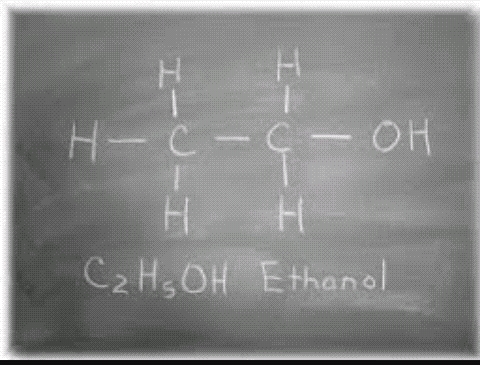 H H
H — C — C — OH
H H
C₂H₅OH Ethanol